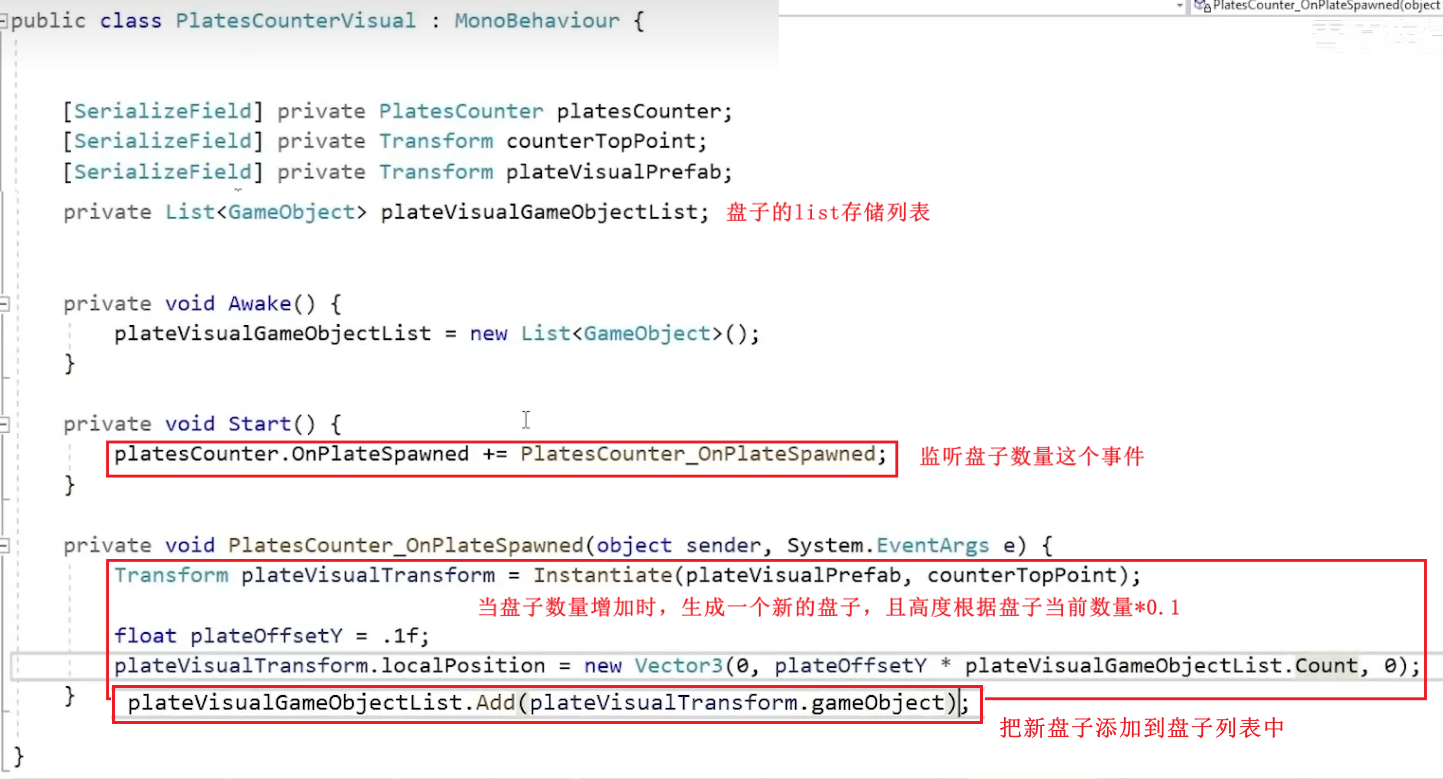 public class PlatesCounterVisual : MonoBehaviour {
PlatesCounter_OnPlateSpawned(object
[SerializeField] private PlatesCounter platesCounter;
[SerializeField] private Transform counterTopPoint;
[SerializeField] private Transform plateVisualPrefab;
private List<GameObject> plateVisualGameObjectList; 盘子的list存储列表
private void Awake() {
plateVisualGameObjectList = new List<GameObject>();
}
private void Start() {
platesCounter.OnPlateSpawned += PlatesCounter_OnPlateSpawned; 监听盘子数量这个事件
}
private void PlatesCounter_OnPlateSpawned(object sender, System.EventArgs e) {
Transform plateVisualTransform = Instantiate(plateVisualPrefab, counterTopPoint);
当盘子数量增加时，生成一个新的盘子，且高度根据盘子当前数量*0.1
float plateOffsetY = .1f;
plateVisualTransform.localPosition = new Vector3(0, plateOffsetY * plateVisualGameObjectList.Count, 0);
}
plateVisualGameObjectList.Add(plateVisualTransform.gameObject);
把新盘子添加到盘子列表中
}